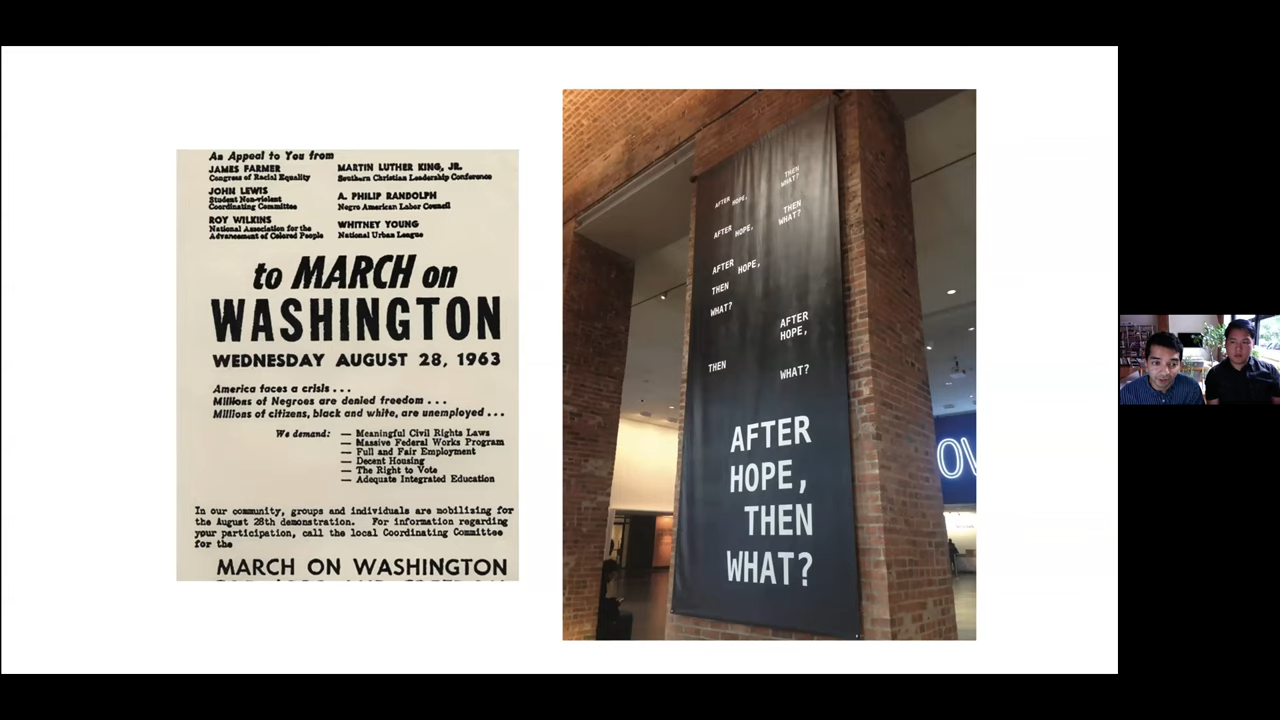 An Appeal to You from
JAMES FARMER
Congress of Racial Equality
JOHN LEWIS
Student Non-violent
Coordinating Committee
ROY WILKINS
National Association for the
Advancement of Colored People
MARTIN LUTHER KING, JR.
Southern Christian Leadership Conference
A. PHILIP RANDOLPH
Negro American Labor Council
WHITNEY YOUNG
National Urban League
to MARCH on
WASHINGTON
WEDNESDAY AUGUST 28, 1963
America faces a crisis . . .
Millions of Negroes are denied freedom . . .
Millions of citizens, black and white, are unemployed . . .
We demand: — Meaningful Civil Rights Laws
— Massive Federal Works Program
— Full and Fair Employment
— Decent Housing
— The Right to Vote
— Adequate Integrated Education
In our community, groups and individuals are mobilizing for
the August 28th demonstration. For information regarding
your participation, call the local Coordinating Committee
for the
MARCH ON WASHINGTON
THEN
WHAT?
AFTER HOPE,
THEN
WHAT?
AFTER HOPE,
AFTER HOPE,
THEN
WHAT?
AFTER
HOPE,
THEN WHAT?
AFTER
HOPE,
THEN
WHAT?